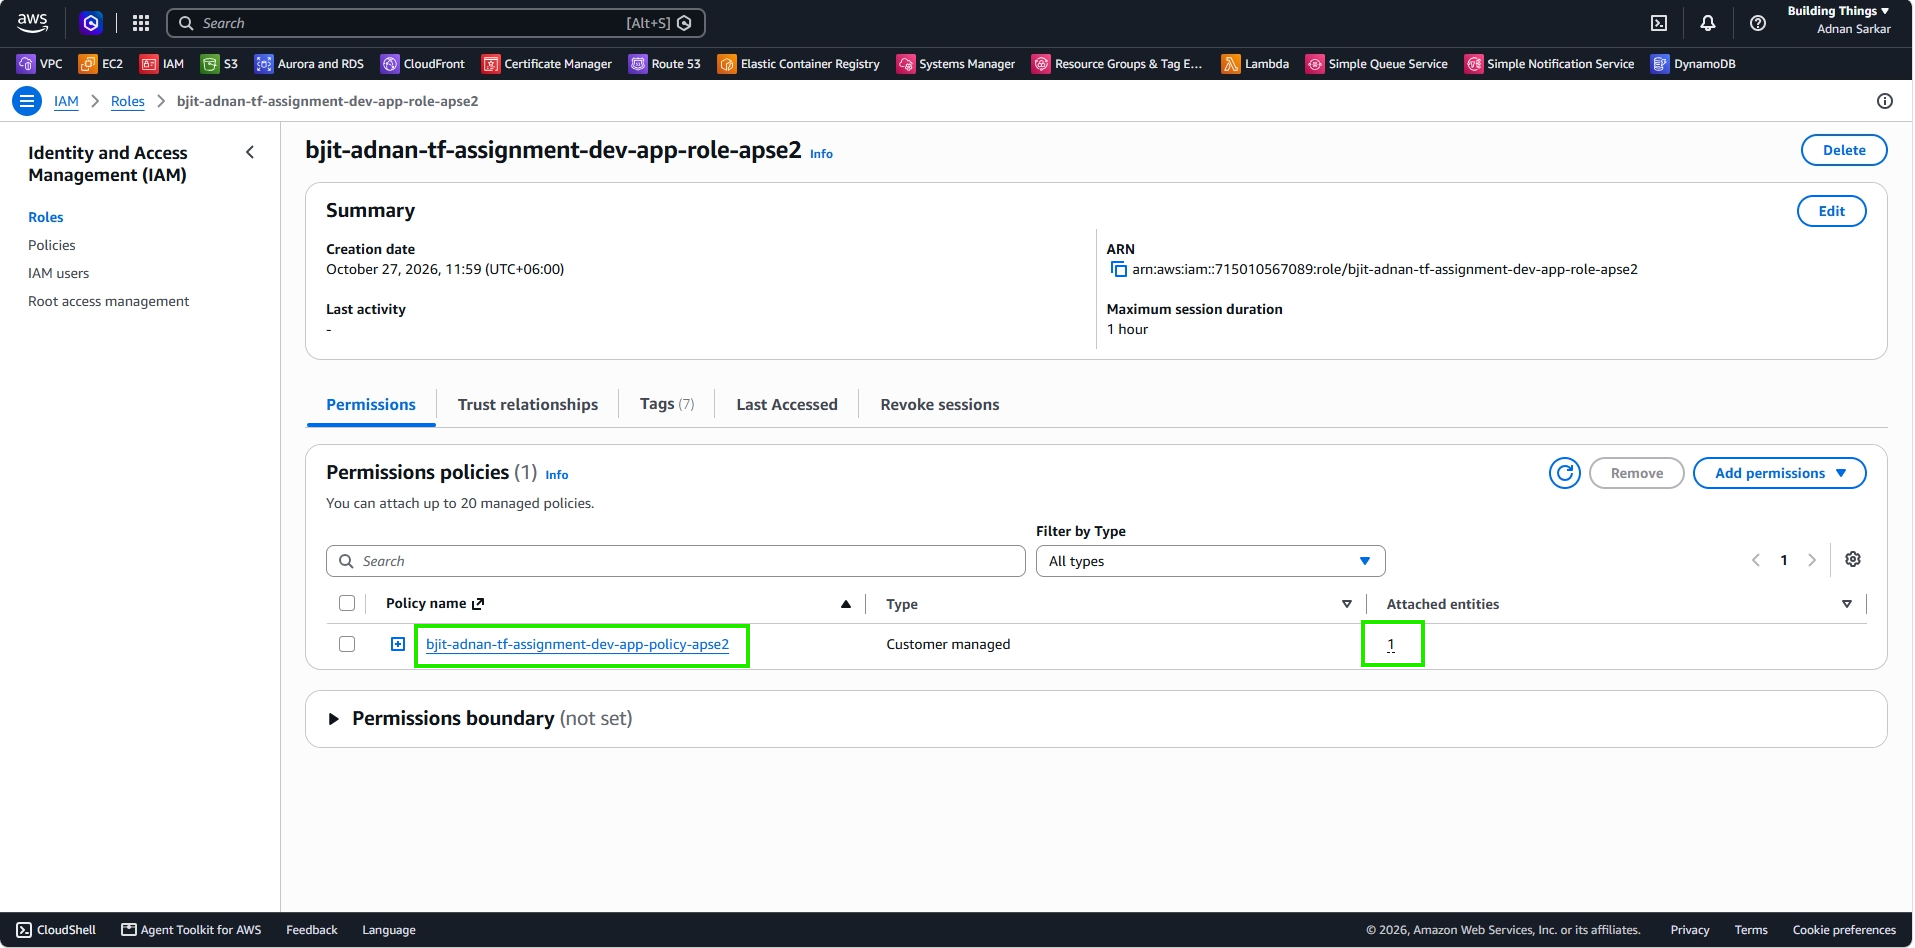 aws
Search [Alt+S]
Building Things
Adnan Sarkar
VPC EC2 IAM S3 Aurora and RDS CloudFront Certificate Manager Route 53 Elastic Container Registry Systems Manager Resource Groups & Tag E... Lambda Simple Queue Service Simple Notification Service DynamoDB
IAM Roles bjit-adnan-tf-assignment-dev-app-role-apse2
Identity and Access
Management (IAM)
Roles
Policies
IAM users
Root access management
bjit-adnan-tf-assignment-dev-app-role-apse2 Info
Delete
Summary
Edit
Creation date
October 27, 2026, 11:59 (UTC+06:00)
ARN
arn:aws:iam::715010567089:role/bjit-adnan-tf-assignment-dev-app-role-apse2
Last activity
-
Maximum session duration
1 hour
Permissions Trust relationships Tags (7) Last Accessed Revoke sessions
Permissions policies (1) Info
Remove Add permissions
You can attach up to 20 managed policies.
Filter by Type
Search
All types
1
Policy name Type Attached entities
bjit-adnan-tf-assignment-dev-app-policy-apse2 Customer managed 1
Permissions boundary (not set)
CloudShell Agent Toolkit for AWS Feedback Language
© 2026, Amazon Web Services, Inc. or its affiliates. Privacy Terms Cookie preferences